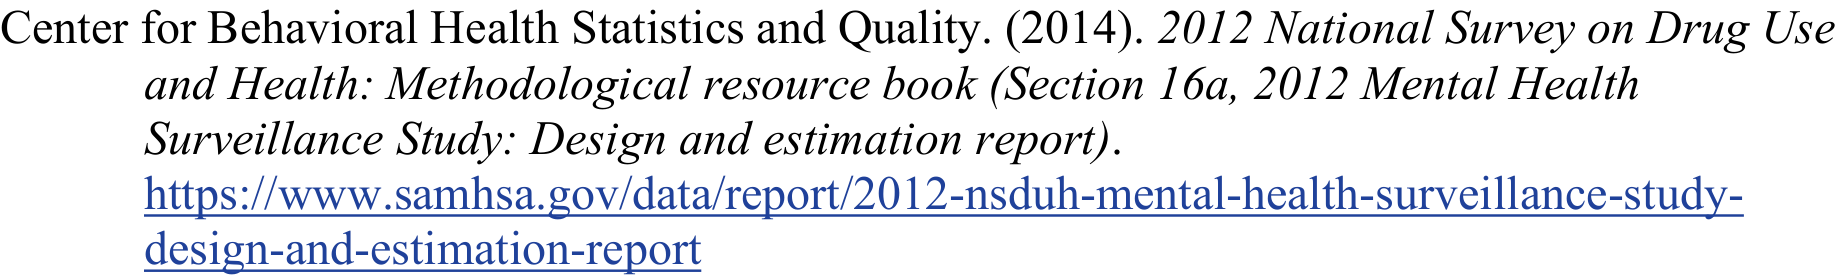 Center for Behavioral Health Statistics and Quality. (2014). 2012 National Survey on Drug Use
and Health: Methodological resource book (Section 16a, 2012 Mental Health
Surveillance Study: Design and estimation report).
https://www.samhsa.gov/data/report/2012-nsduh-mental-health-surveillance-study-
design-and-estimation-report